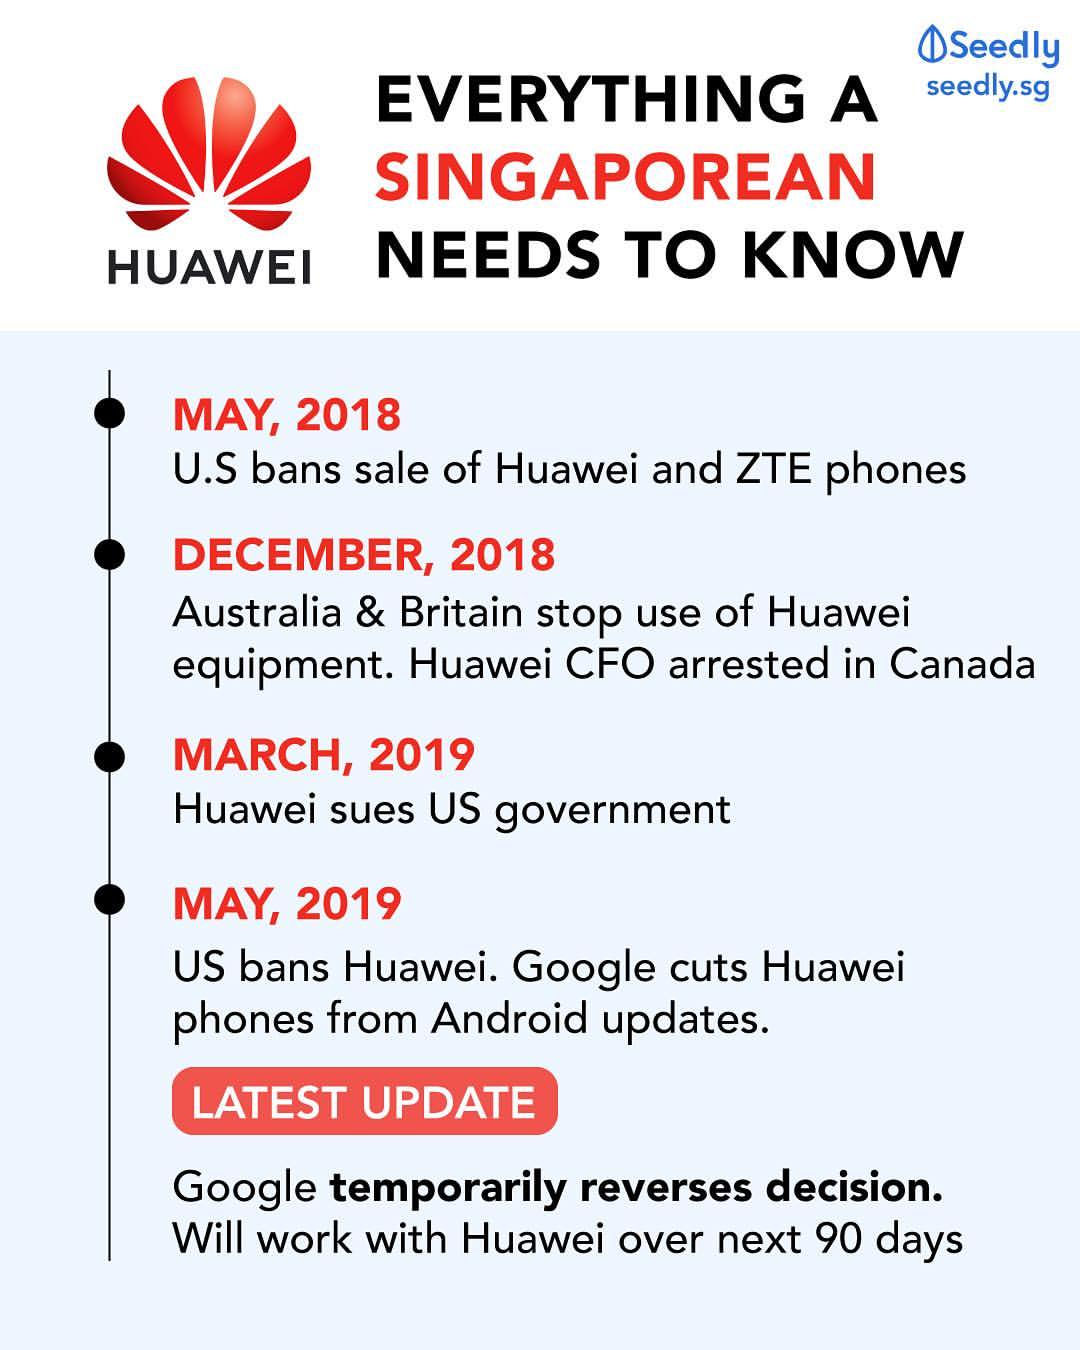 Seedly
seedly.sg
HUAWEI
EVERYTHING A
SINGAPOREAN
NEEDS TO KNOW
MAY, 2018
U.S bans sale of Huawei and ZTE phones
DECEMBER, 2018
Australia & Britain stop use of Huawei
equipment. Huawei CFO arrested in Canada
MARCH, 2019
Huawei sues US government
MAY, 2019
US bans Huawei. Google cuts Huawei
phones from Android updates.
LATEST UPDATE
Google temporarily reverses decision.
Will work with Huawei over next 90 days